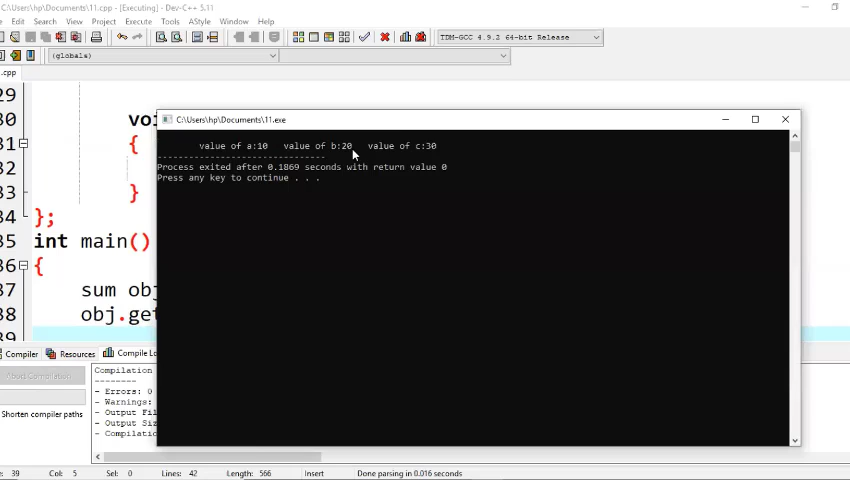 C:\Users\hp\Documents\11.cpp - [Executing] - Dev-C++ 5.11
Edit Search View Project Execute Tools AStyle Window Help
TDM-GCC 4.9.2 64-bit Release
(globals)
.cpp
29
30 voi
31 {
32
33 }
34 };
35 int main()
36 {
37 sum obj
38 obj.get
39
C:\Users\hp\Documents\11.exe
value of a:10 value of b:20 value of c:30
--------------------------------
Process exited after 0.1869 seconds with return value 0
Press any key to continue . . .
Compiler Resources Compile Lo
Abort Compilation
Shorten compiler paths
Compilation
--------
- Errors: 0
- Warnings:
- Output Fil
- Output Siz
- Compilatio
39 Col: 5 Sel: 0 Lines: 42 Length: 566 Insert Done parsing in 0.016 seconds